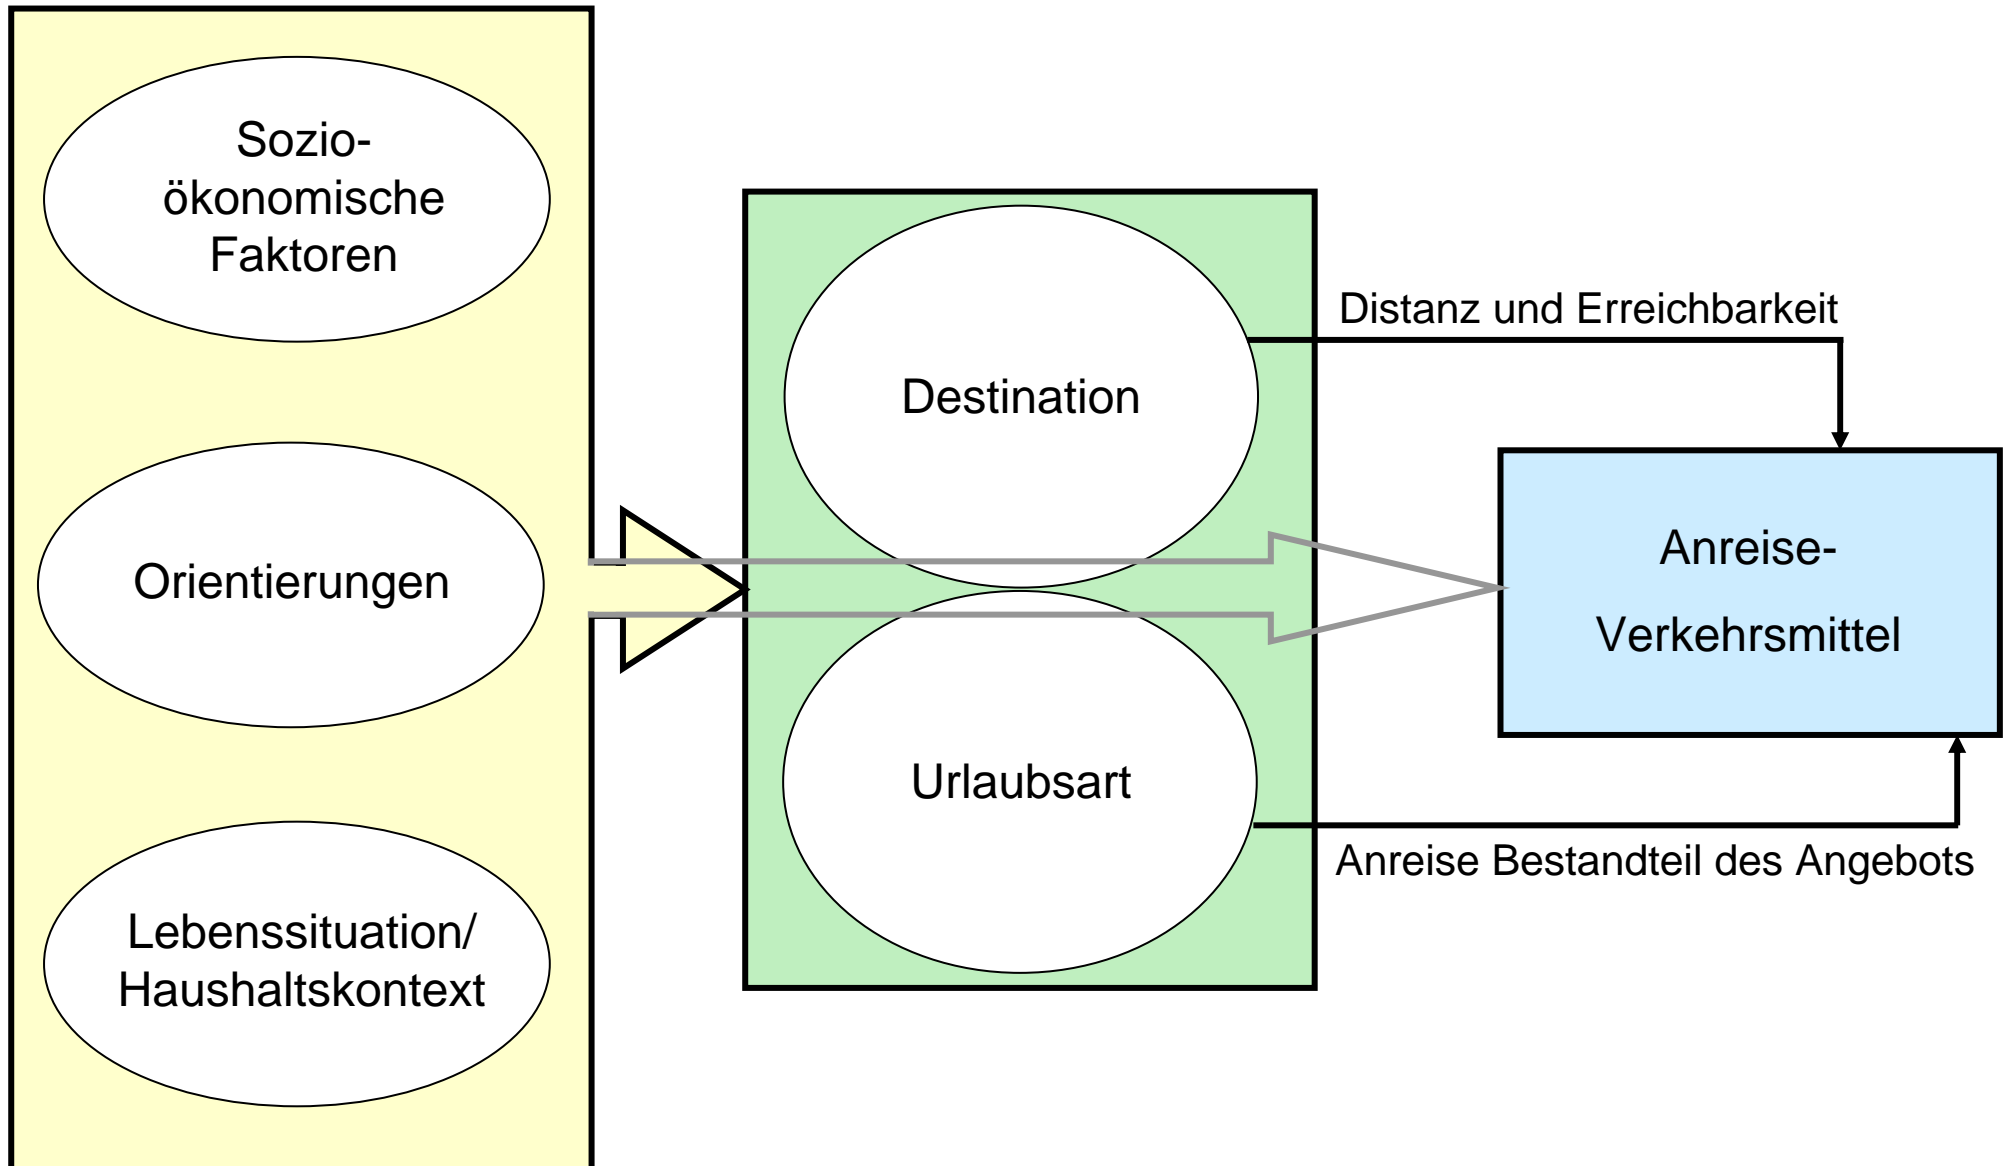 Sozio-
ökonomische
Faktoren
Orientierungen
Lebenssituation/
Haushaltskontext
Destination
Urlaubsart
Distanz und Erreichbarkeit
Anreise-
Verkehrsmittel
Anreise Bestandteil des Angebots